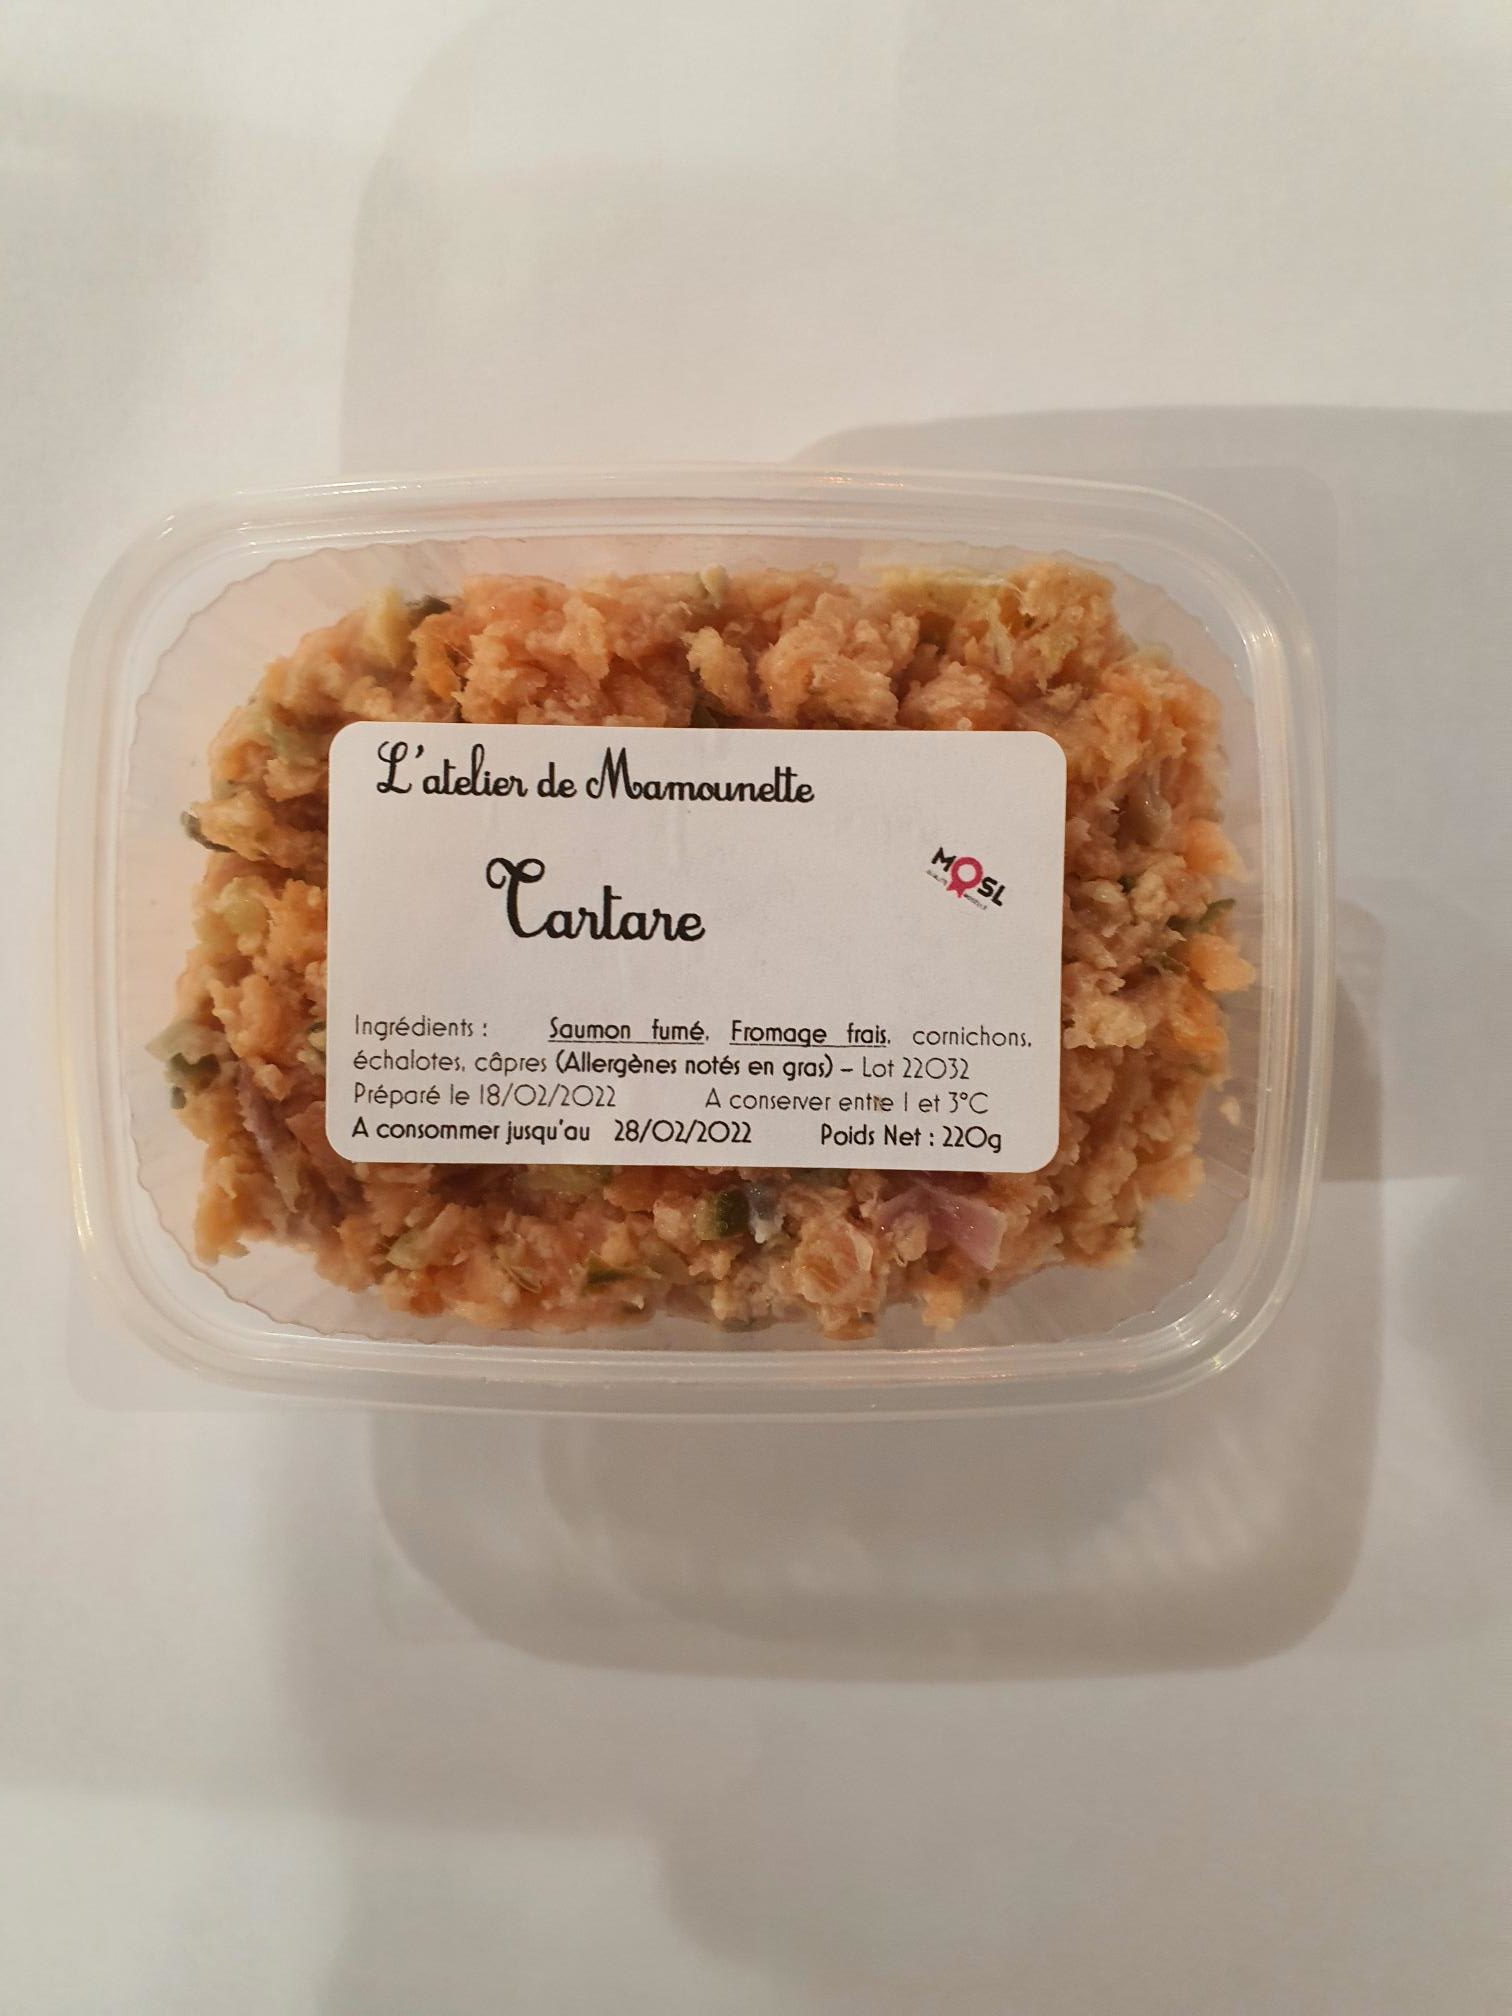 L'atelier de Mamounette
Tartare
MOSL
Ingrédients : Saumon fumé, Fromage frais, cornichons,
échalotes, câpres (Allergènes notés en gras) – Lot 22032
Préparé le 18/02/2022 A conserver entre 1 et 3°C
A consommer jusqu'au 28/02/2022 Poids Net : 220g